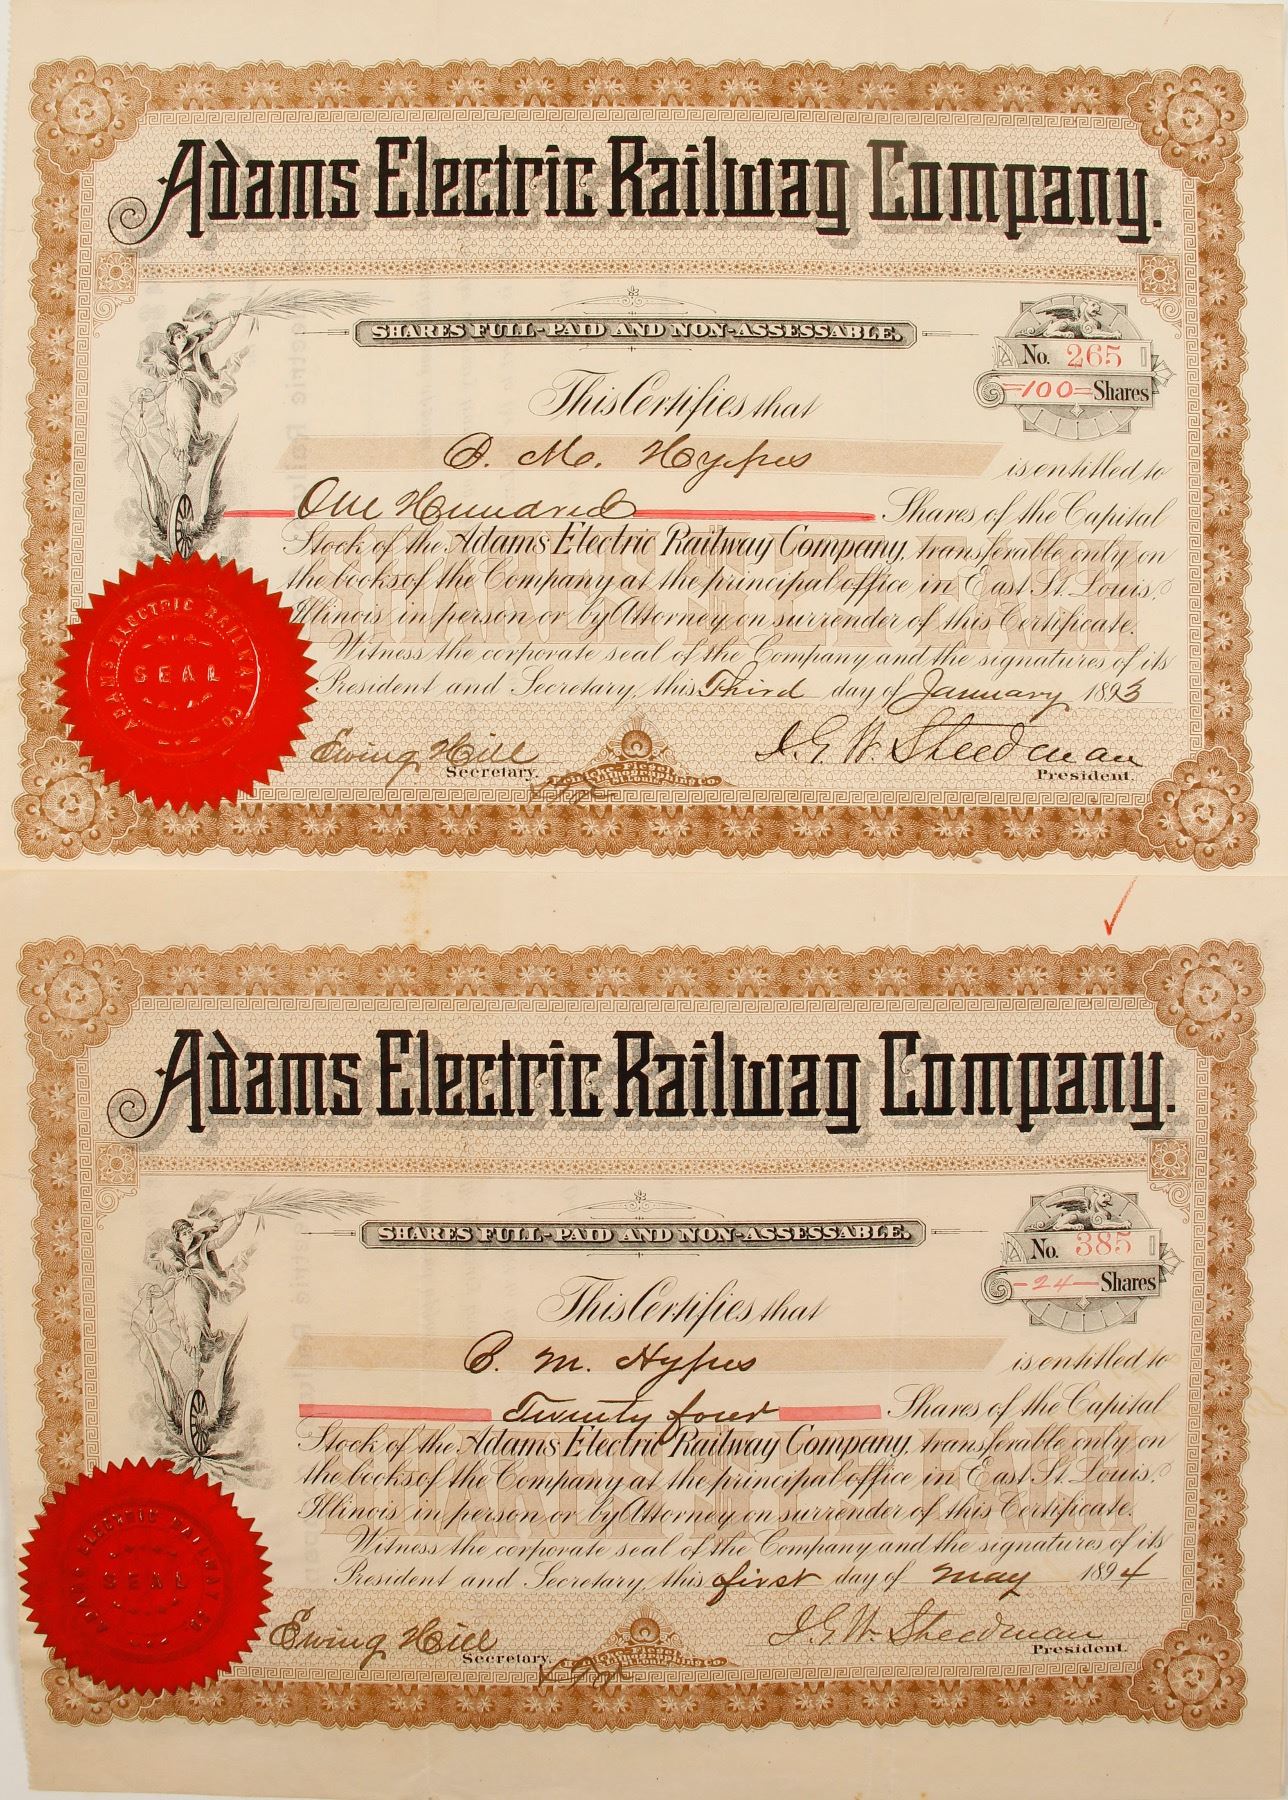 Adams Electric Railway Company.
SHARES FULL-PAID AND NON-ASSESSABLE.
No. 265
=100= Shares
This Certifies that
O. M. Hypes is entitled to
One Hundred Shares of the Capital
Stock of the Adams Electric Railway Company, transferable only on
the books of the Company at the principal office in East St. Louis,
Illinois in person or by Attorney on surrender of this Certificate.
Witness the corporate seal of the Company and the signatures of its
President and Secretary, this Third day of January 1893
ADAMS ELECTRIC RAILWAY CO.
SEAL
Ewing Hill
Secretary.
J. G. W. Steedman
President.
Adams Electric Railway Company.
SHARES FULL-PAID AND NON-ASSESSABLE.
No. 385
-24- Shares
This Certifies that
B. M. Hypes is entitled to
Twenty four Shares of the Capital
Stock of the Adams Electric Railway Company, transferable only on
the books of the Company at the principal office in East St. Louis,
Illinois in person or by Attorney on surrender of this Certificate.
Witness the corporate seal of the Company and the signatures of its
President and Secretary, this first day of May 1894
ADAMS ELECTRIC RAILWAY CO
SEAL
Ewing Hill
Secretary.
J. G. W. Steedman
President.